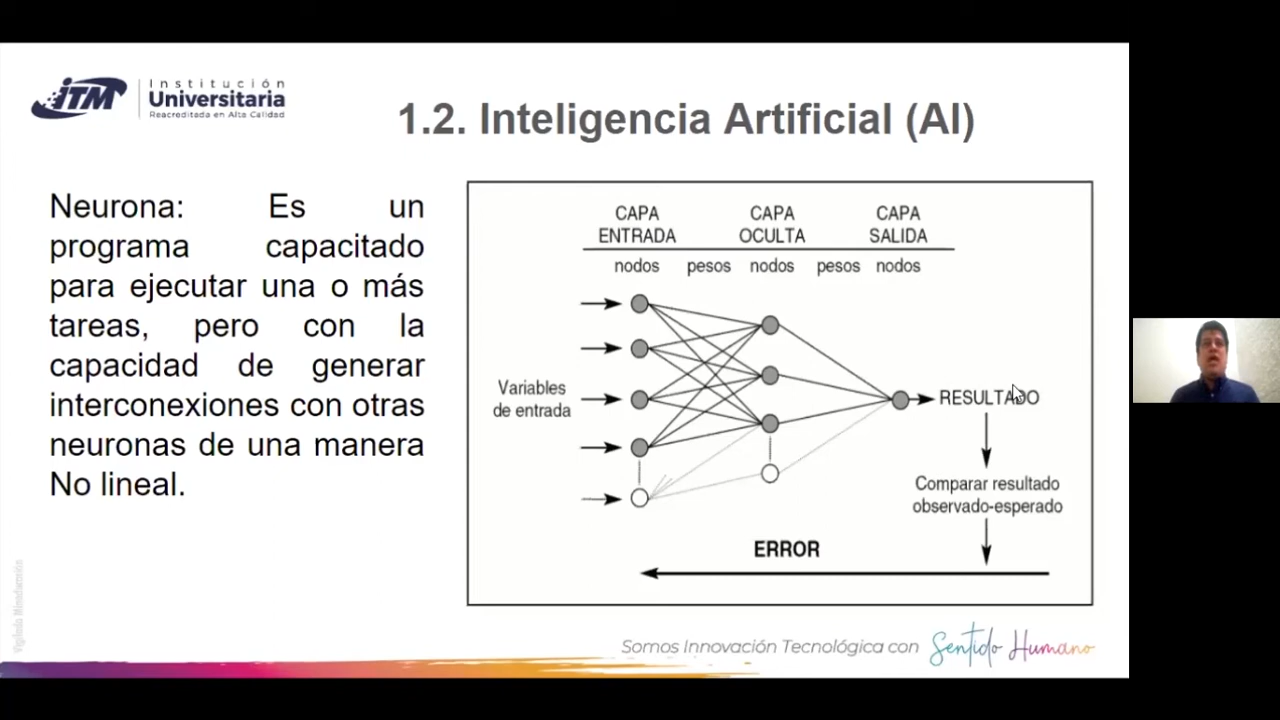 ITM
Institución
Universitaria
Reacreditada en Alta Calidad
1.2. Inteligencia Artificial (AI)
Neurona: Es un
programa capacitado
para ejecutar una o más
tareas, pero con la
capacidad de generar
interconexiones con otras
neuronas de una manera
No lineal.
CAPA CAPA CAPA
ENTRADA OCULTA SALIDA
nodos pesos nodos pesos nodos
Variables
de entrada
RESULTADO
Comparar resultado
observado-esperado
ERROR
Vigilada Mineducación
Somos Innovación Tecnológica con Sentido Humano